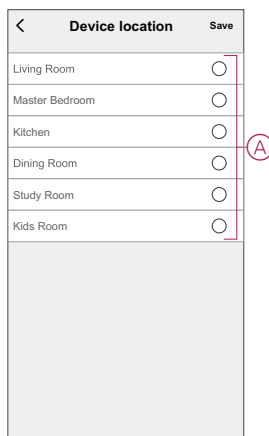 Device location Save
Living Room
Master Bedroom
Kitchen
Dining Room
Study Room
Kids Room
A